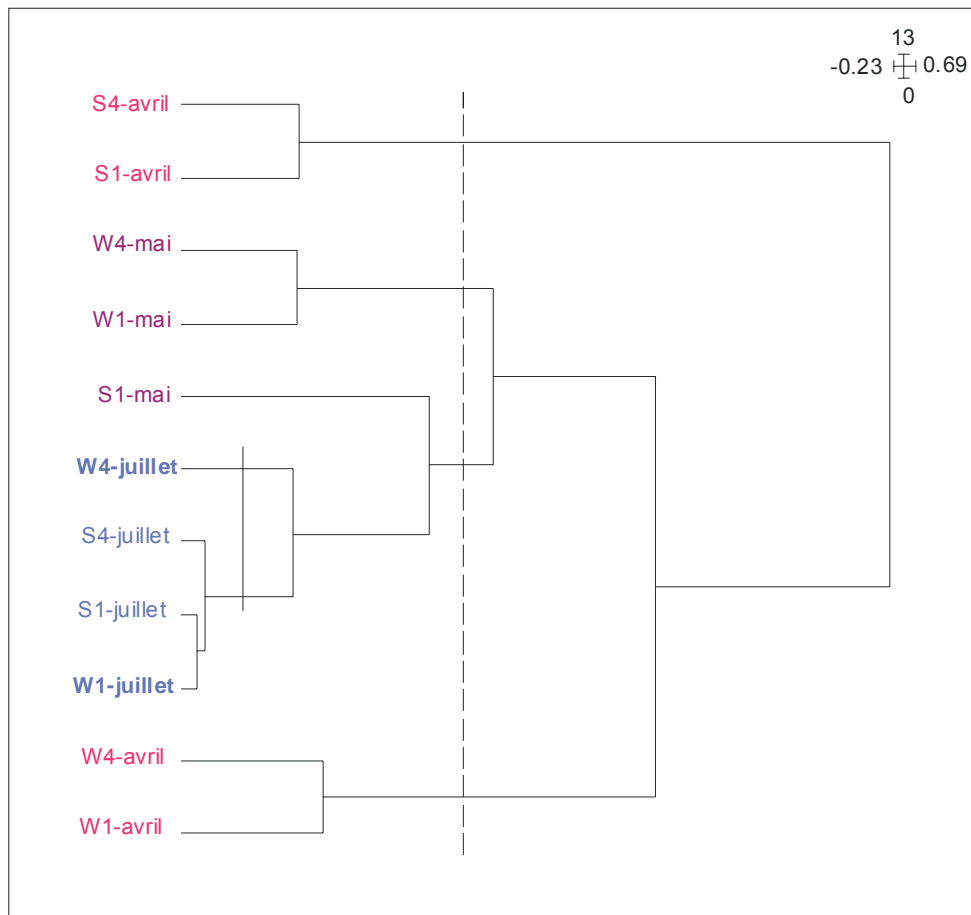 13
-0.23 0.69
0
S4-avril
S1-avril
W4-mai
W1-mai
S1-mai
W4-juillet
S4-juillet
S1-juillet
W1-juillet
W4-avril
W1-avril